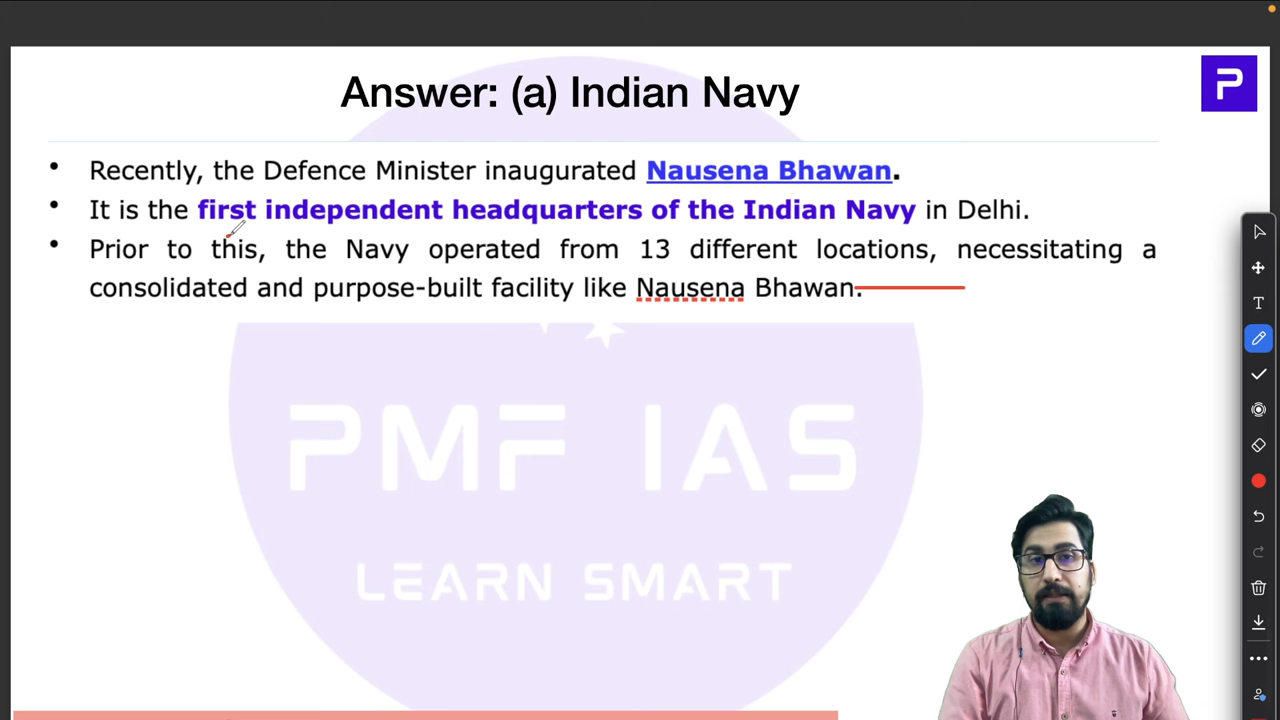 Answer: (a) Indian Navy
P
• Recently, the Defence Minister inaugurated Nausena Bhawan.
• It is the first independent headquarters of the Indian Navy in Delhi.
• Prior to this, the Navy operated from 13 different locations, necessitating a
consolidated and purpose-built facility like Nausena Bhawan.
PMF IAS
LEARN SMART
T